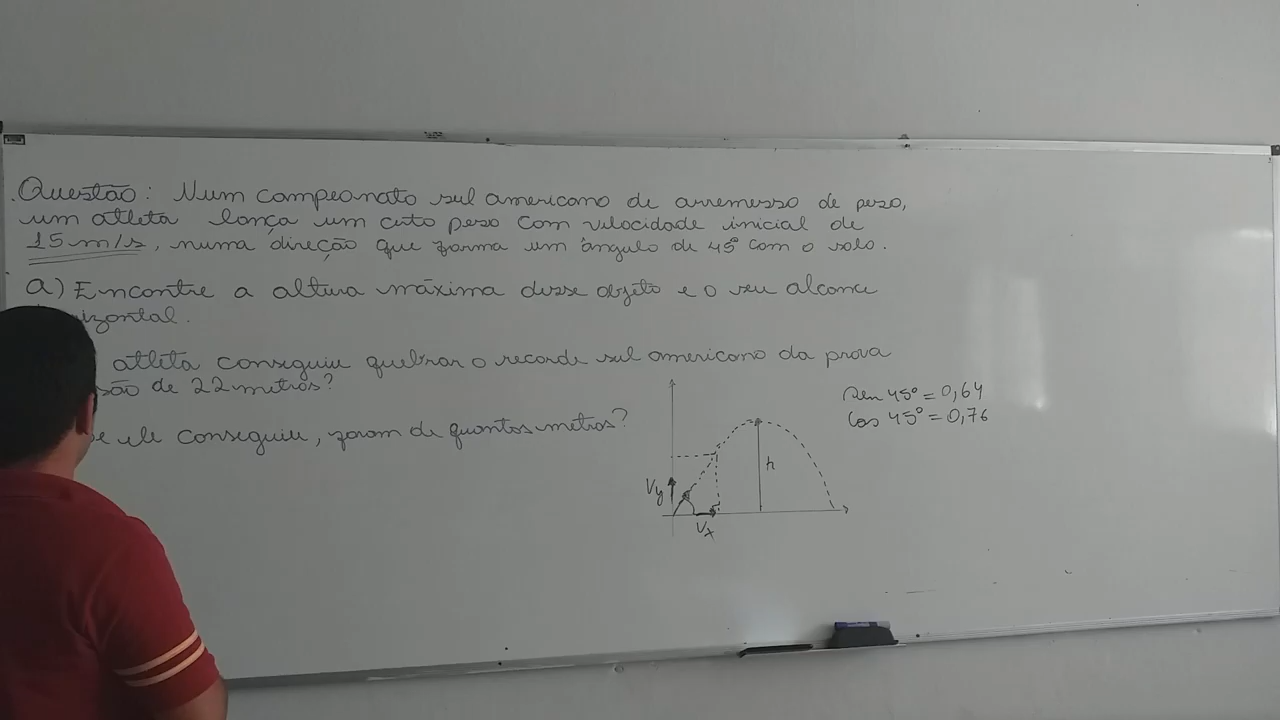 Questão: Num campeonato sul americano de arremesso de peso,
um atleta lança um certo peso com velocidade inicial de
15 m/s, numa direção que forma um ângulo de 45° com o solo.
a) Encontre a altura máxima desse objeto e o seu alcance
izontal.
atleta conseguiu quebrar o recorde sul americano da prova
são de 22 metros?
e ele conseguiu, foram de quantos metros?
sen 45° = 0,64
Cos 45° = 0,76
h
Vy
Vx